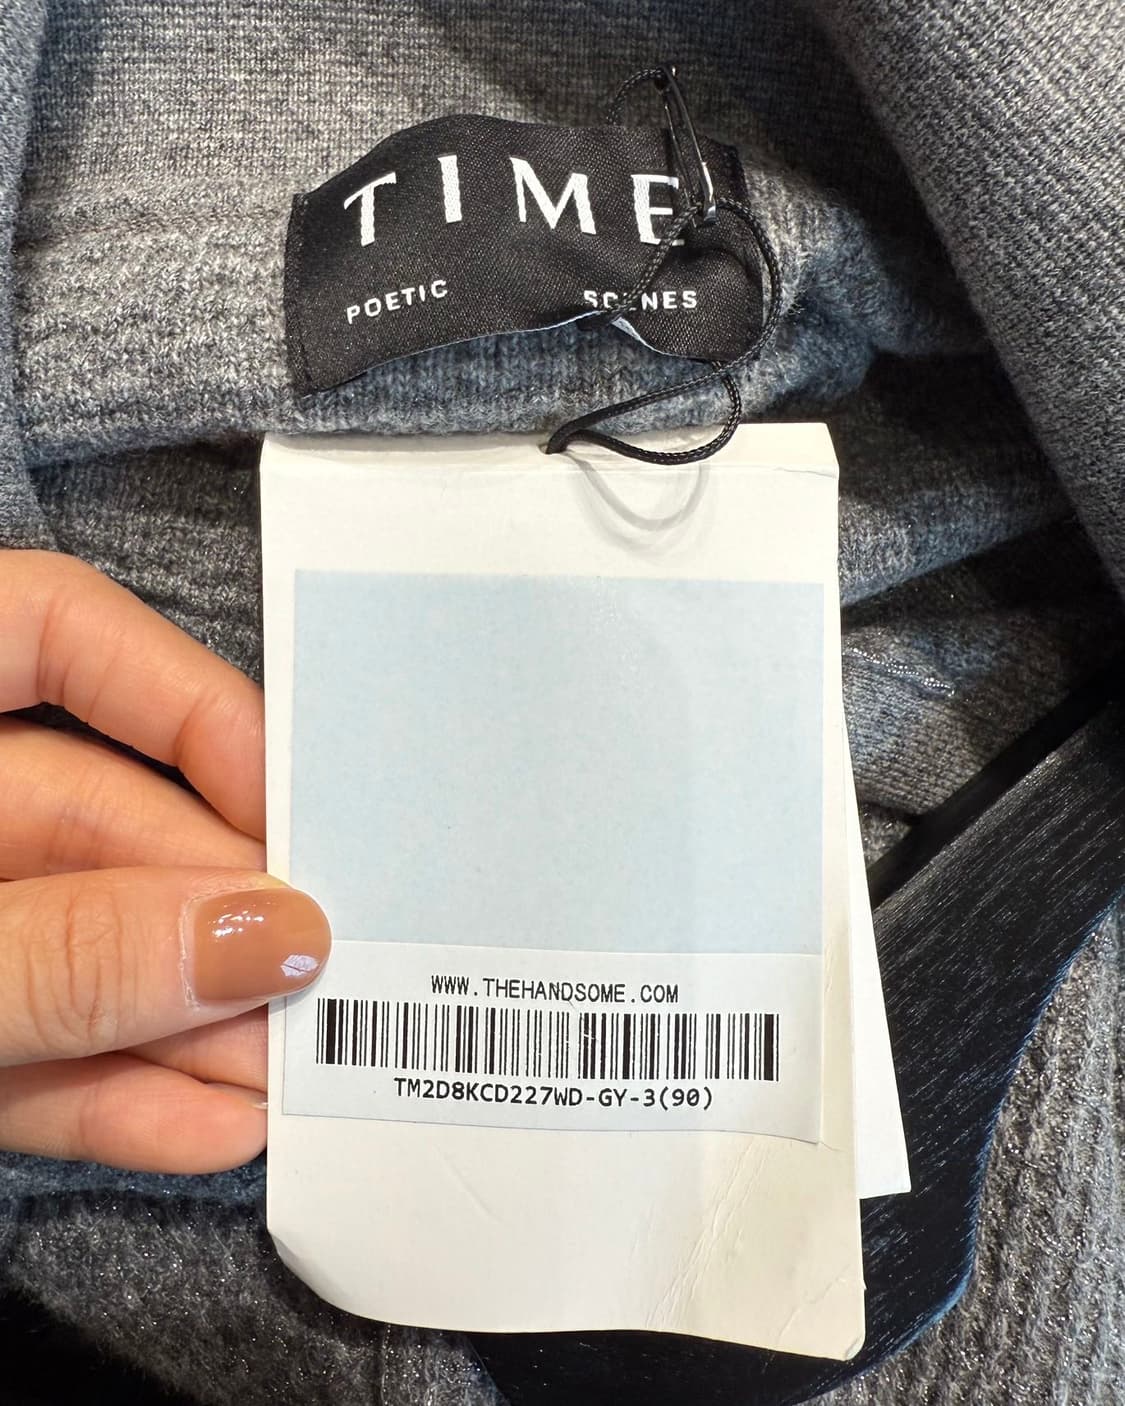 TIME
POETIC SCENES
WWW.THEHANDSOME.COM
TM2D8KCD227WD-GY-3(90)